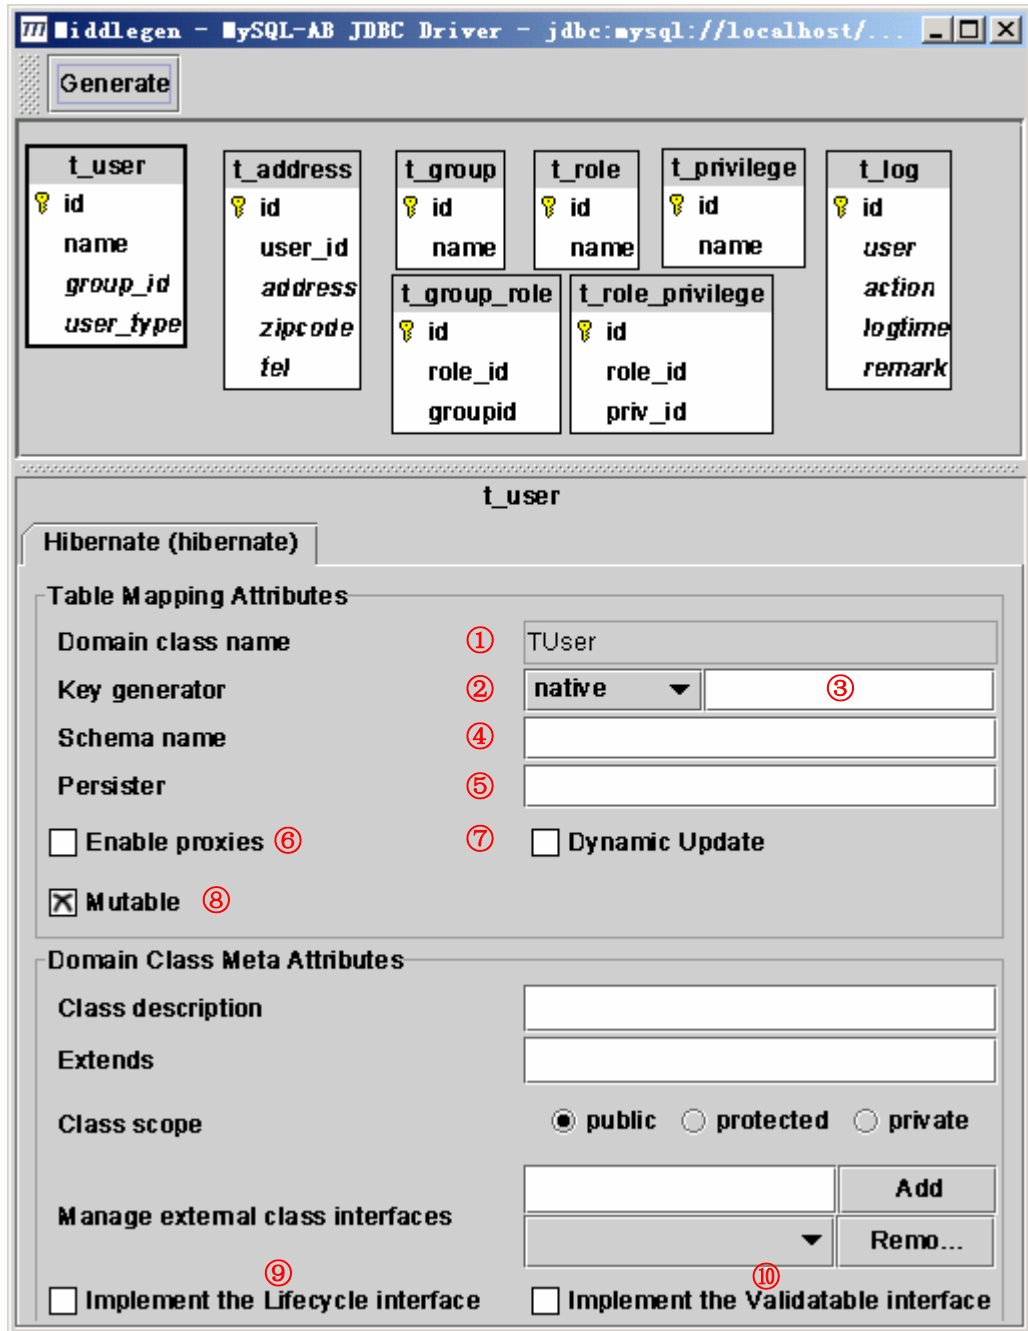 Middlegen - MySQL-AB JDBC Driver - jdbc:mysql://localhost/...
Generate
t_user
id
name
group_id
user_type
t_address
id
user_id
address
zipcode
tel
t_group
id
name
t_role
id
name
t_privilege
id
name
t_log
id
user
action
logtime
remark
t_group_role
id
role_id
groupid
t_role_privilege
id
role_id
priv_id
t_user
Hibernate (hibernate)
Table Mapping Attributes
Domain class name ① TUser
Key generator ② native ③
Schema name ④
Persister ⑤
Enable proxies ⑥ ⑦ Dynamic Update
Mutable ⑧
Domain Class Meta Attributes
Class description
Extends
Class scope public protected private
Add
Manage external class interfaces
Remo...
⑨ ⑩
Implement the Lifecycle interface Implement the Validatable interface